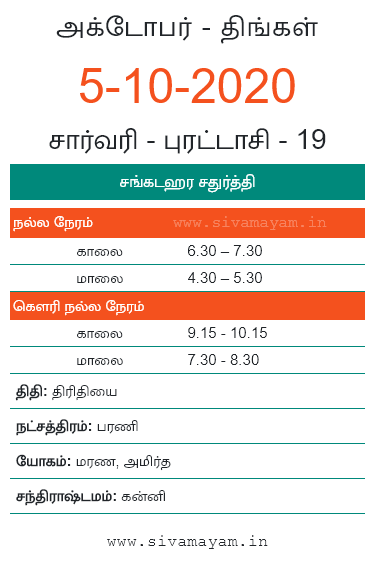 அக்டோபர் - திங்கள்
5-10-2020
சார்வரி - புரட்டாசி - 19
சங்கடஹர சதுர்த்தி
நல்ல நேரம் www.sivamayam.in
காலை 6.30 – 7.30
மாலை 4.30 – 5.30
கௌரி நல்ல நேரம்
காலை 9.15 - 10.15
மாலை 7.30 - 8.30
திதி: திரிதியை
நட்சத்திரம்: பரணி
யோகம்: மரண, அமிர்த
சந்திராஷ்டமம்: கன்னி
www.sivamayam.in